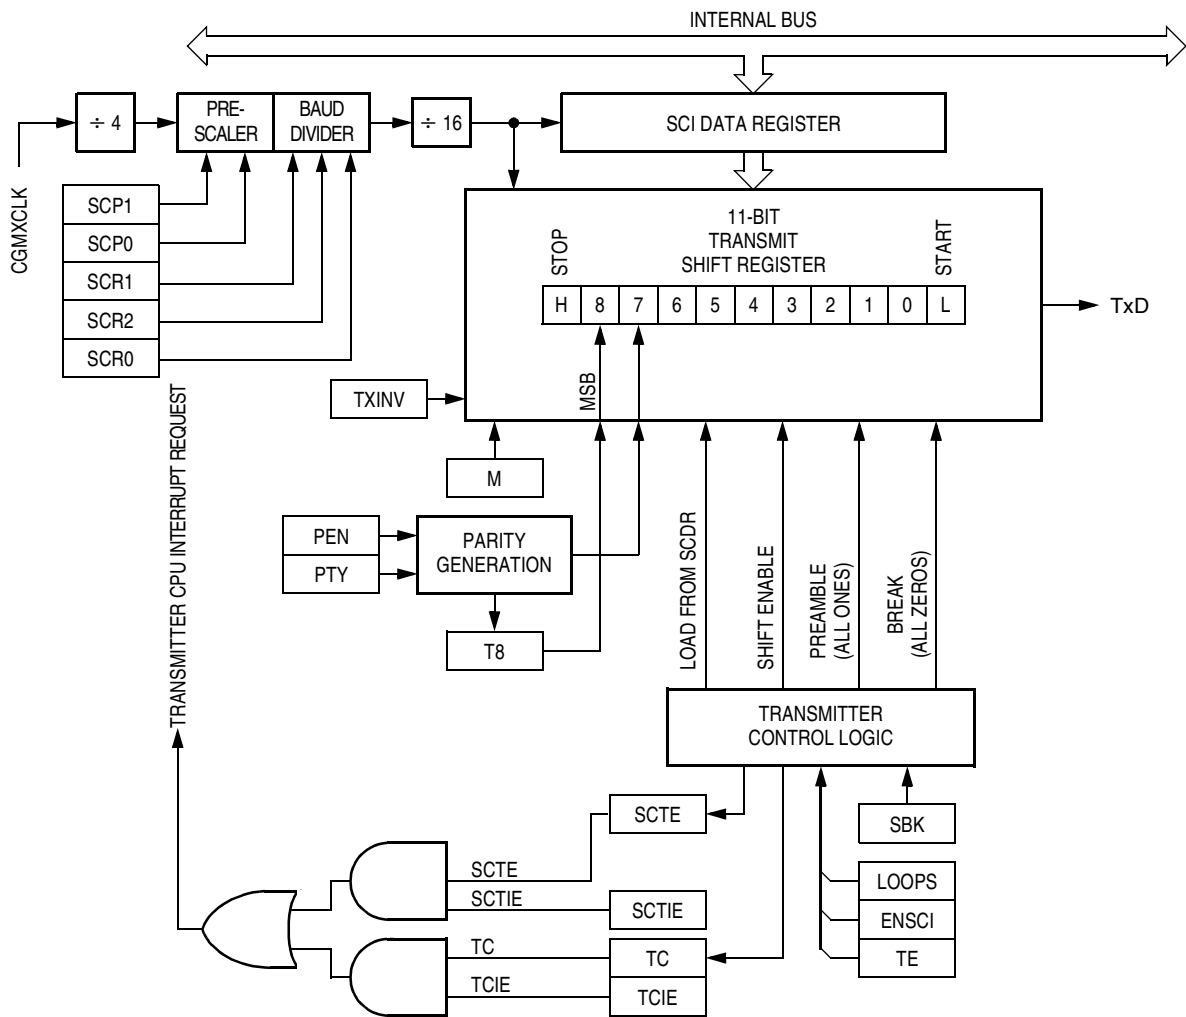 INTERNAL BUS
÷ 4
PRE-
SCALER
BAUD
DIVIDER
÷ 16
SCI DATA REGISTER
CGMXCLK
SCP1
SCP0
SCR1
SCR2
SCR0
11-BIT
TRANSMIT
SHIFT REGISTER
STOP
START
H 8 7 6 5 4 3 2 1 0 L
TxD
MSB
TXINV
M
PEN
PTY
PARITY
GENERATION
T8
LOAD FROM SCDR
SHIFT ENABLE
PREAMBLE
(ALL ONES)
BREAK
(ALL ZEROS)
TRANSMITTER CPU INTERRUPT REQUEST
TRANSMITTER
CONTROL LOGIC
SCTE
SBK
SCTE
SCTIE
SCTIE
LOOPS
ENSCI
TE
TC
TC
TCIE
TCIE